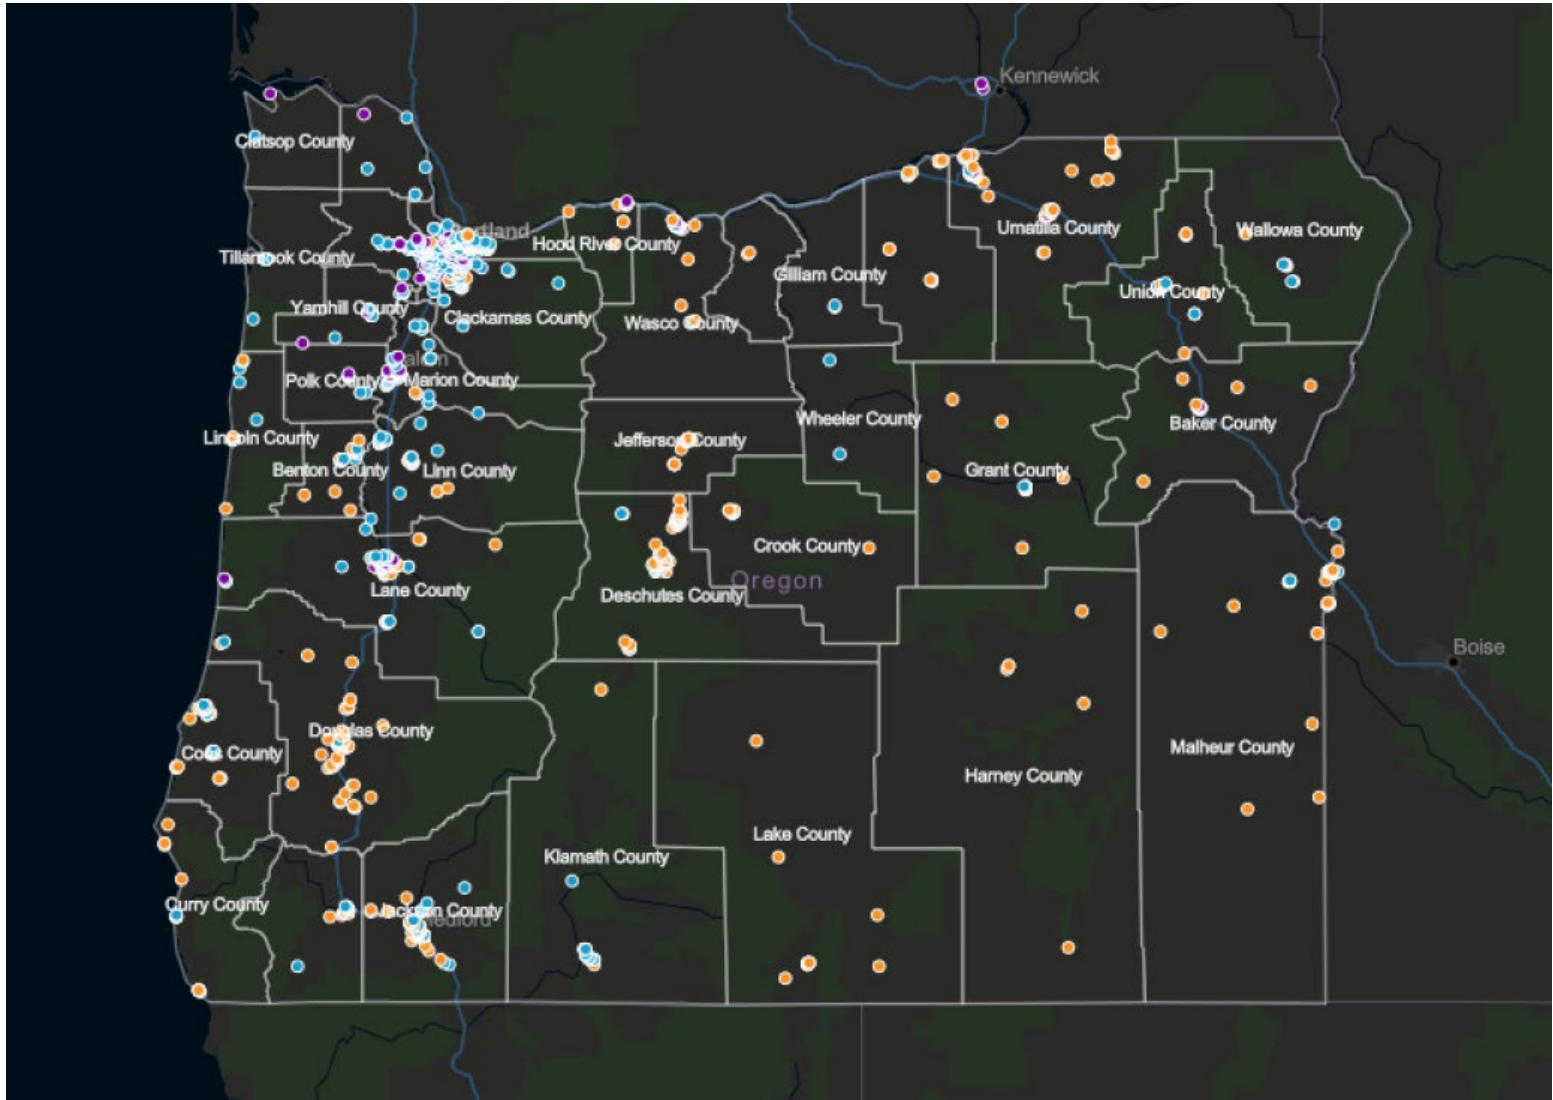 Kennewick
Clatsop County
Portland
Hood River County
Wallowa County
Umatilla County
Tillamook County
Gilliam County
Union County
Yamhill County
Clackamas County
Wasco County
Salem
Polk County
Marion County
Wheeler County
Baker County
Lincoln County
Jefferson County
Benton County
Linn County
Grant County
Crook County
Oregon
Lane County
Deschutes County
Boise
Douglas County
Coos County
Malheur County
Harney County
Lake County
Klamath County
Curry County
Jackson County
Medford